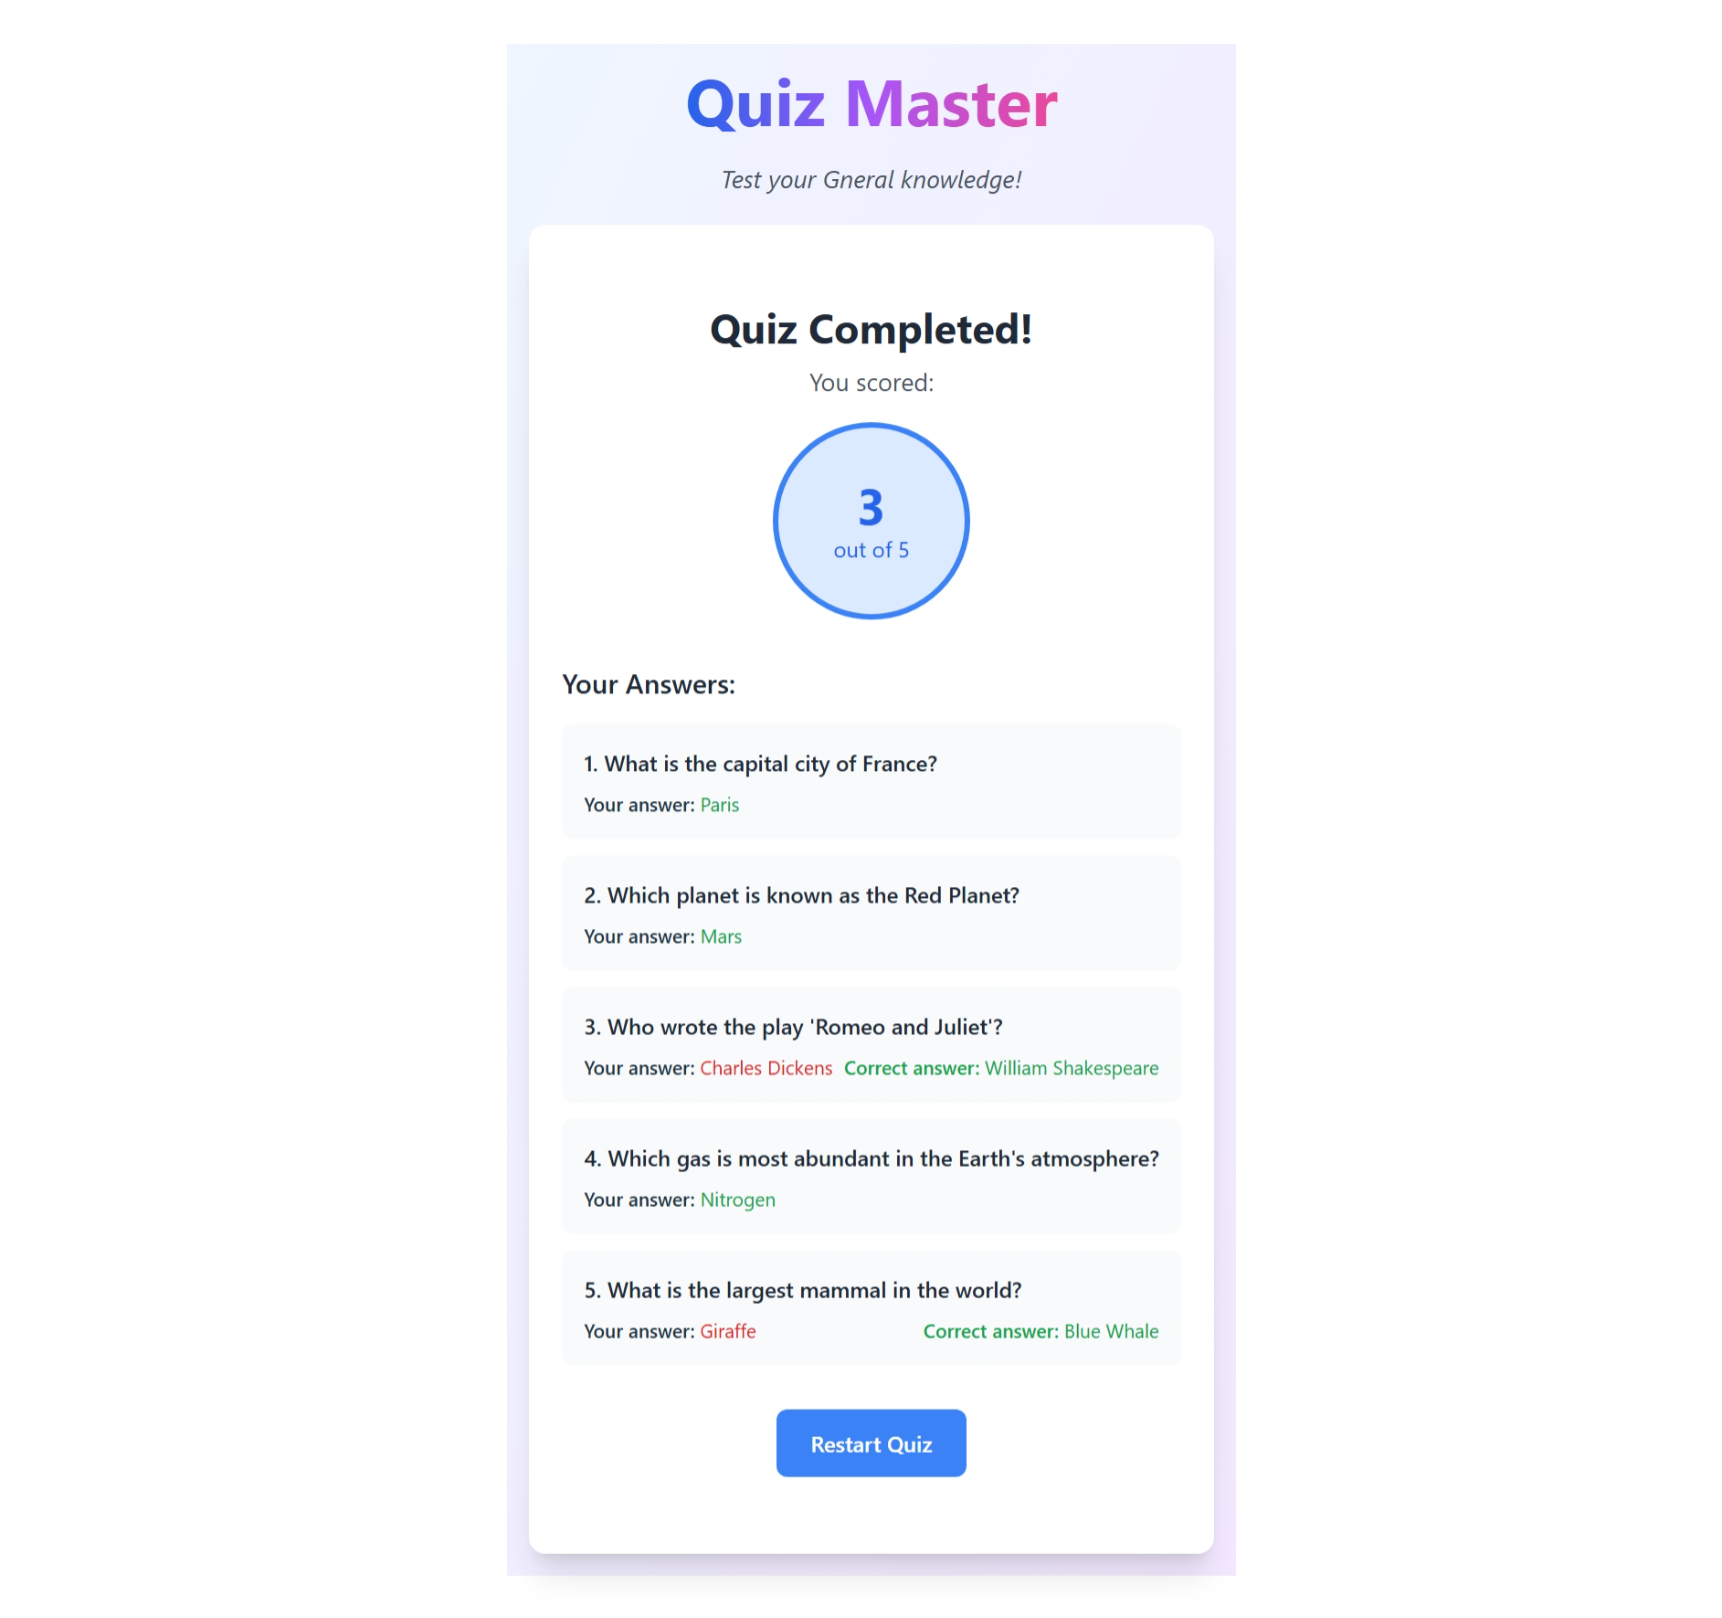 Quiz Master
Test your Gneral knowledge!
Quiz Completed!
You scored:
3
out of 5
Your Answers:
1. What is the capital city of France?
Your answer: Paris
2. Which planet is known as the Red Planet?
Your answer: Mars
3. Who wrote the play 'Romeo and Juliet'?
Your answer: Charles Dickens Correct answer: William Shakespeare
4. Which gas is most abundant in the Earth's atmosphere?
Your answer: Nitrogen
5. What is the largest mammal in the world?
Your answer: Giraffe Correct answer: Blue Whale
Restart Quiz